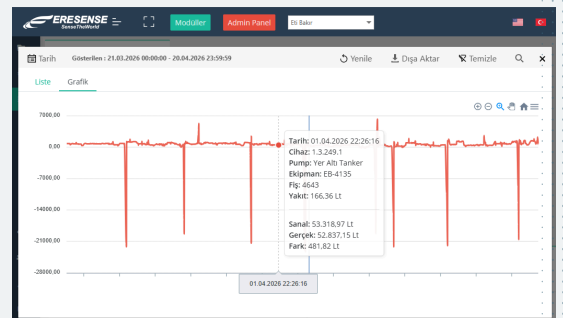 ERESENSE
SenseTheWorld
Modüller
Admin Panel
Eti Bakır
Tarih
Gösterilen : 21.03.2026 00:00:00 - 20.04.2026 23:59:59
Yenile
Dışa Aktar
Temizle
Liste
Grafik
7000,00
0,00
-7000,00
-14000,00
-21000,00
-28000,00
Tarih: 01.04.2026 22:26:16
Cihaz: 1.3.249.1
Pump: Yer Altı Tanker
Ekipman: EB-4135
Fiş: 4643
Yakıt: 166,36 Lt
Sanal: 53.318,97 Lt
Gerçek: 52.837,15 Lt
Fark: 481,82 Lt
01.04.2026 22:26:16